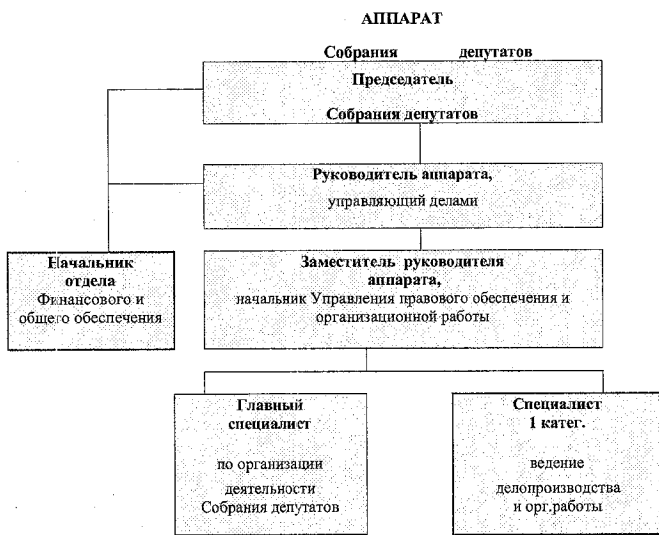 АППАРАТ
Собрания депутатов
Председатель
Собрания депутатов
Руководитель аппарата,
управляющий делами
Начальник
отдела
Финансового и
общего обеспечения
Заместитель руководителя
аппарата,
начальник Управления правового обеспечения и
организационной работы
Главный
специалист
по организации
деятельности
Собрания депутатов
Специалист
1 катег.
ведение
делопроизводства
и орг.работы